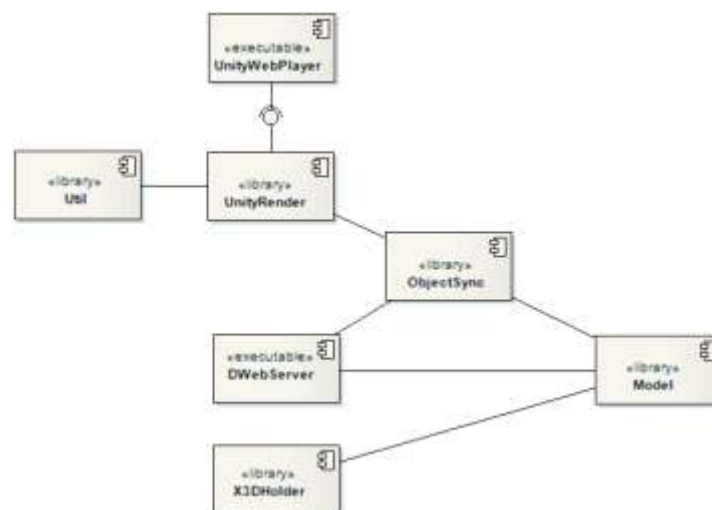 «executable»
UnityWebPlayer
«library»
Util
«library»
UnityRender
«library»
ObjectSync
«executable»
DWebServer
«library»
Model
«library»
X3DHolder